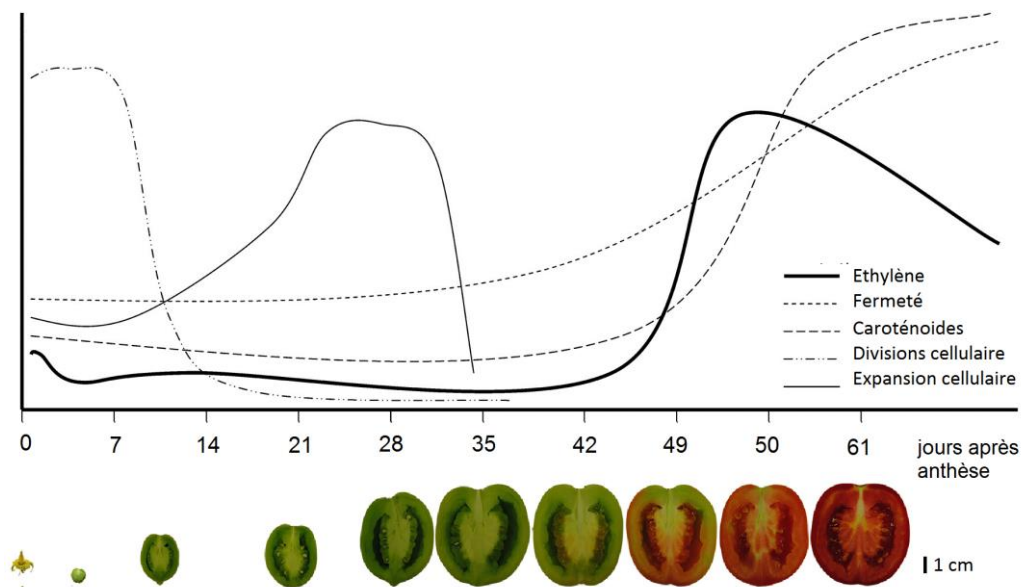 Ethylène
Fermeté
Caroténoides
Divisions cellulaire
Expansion cellulaire
0 7 14 21 28 35 42 49 50 61 jours après
anthèse
1 cm